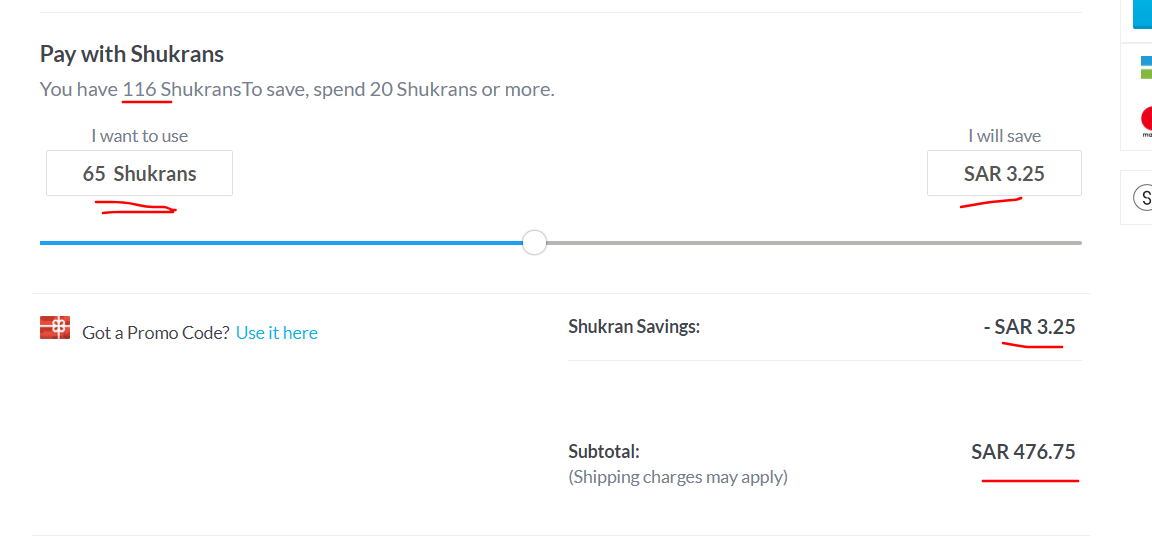 Pay with Shukrans
You have 116 ShukransTo save, spend 20 Shukrans or more.
I want to use
I will save
65 Shukrans
SAR 3.25
Got a Promo Code? Use it here
Shukran Savings:
- SAR 3.25
Subtotal:
SAR 476.75
(Shipping charges may apply)
S